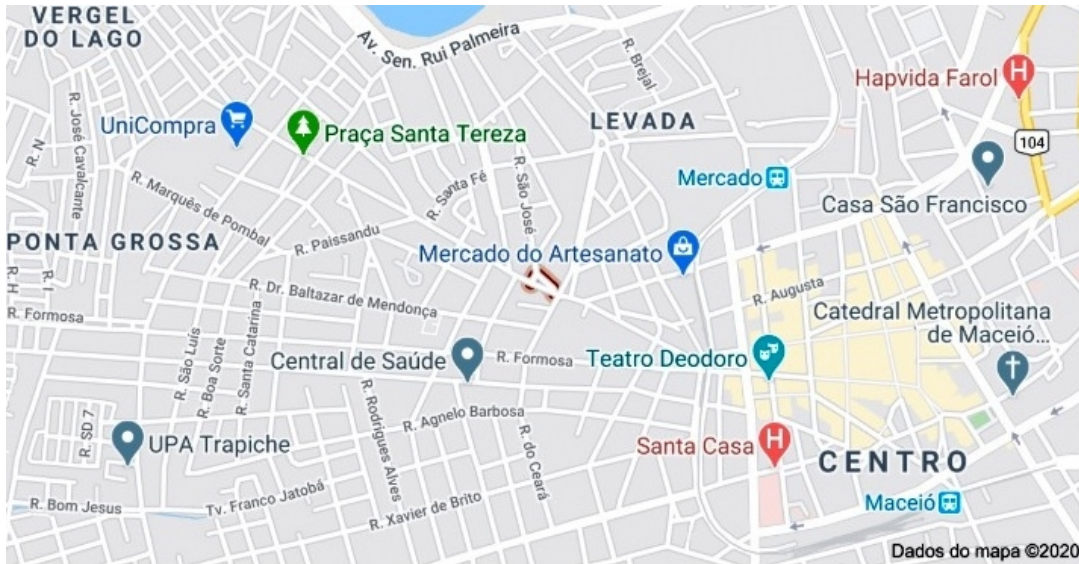 VERGEL
DO LAGO
Av. Sen. Rui Palmeira
R. Brejal
Hapvida Farol
H
UniCompra
Praça Santa Tereza
LEVADA
104
R. José Cavalcante
R. N
R. Santa Fé
R. São José
Mercado
Casa São Francisco
R. Marquês de Pombal
PONTA GROSSA
R. Paissandu
Mercado do Artesanato
R. H
R. I
R. Dr. Baltazar de Mendonça
R. Augusta
Catedral Metropolitana
de Maceió...
R. Formosa
R. São Luís
R. Boa Sorte
R. Santa Catarina
Central de Saúde
R. Formosa
Teatro Deodoro
R. SD 7
UPA Trapiche
R. Rodrigues Alves
R. Agnelo Barbosa
R. do Ceará
Santa Casa
H
CENTRO
R. Bom Jesus
Tv. Franco Jatobá
R. Xavier de Brito
Maceió
Dados do mapa ©2020